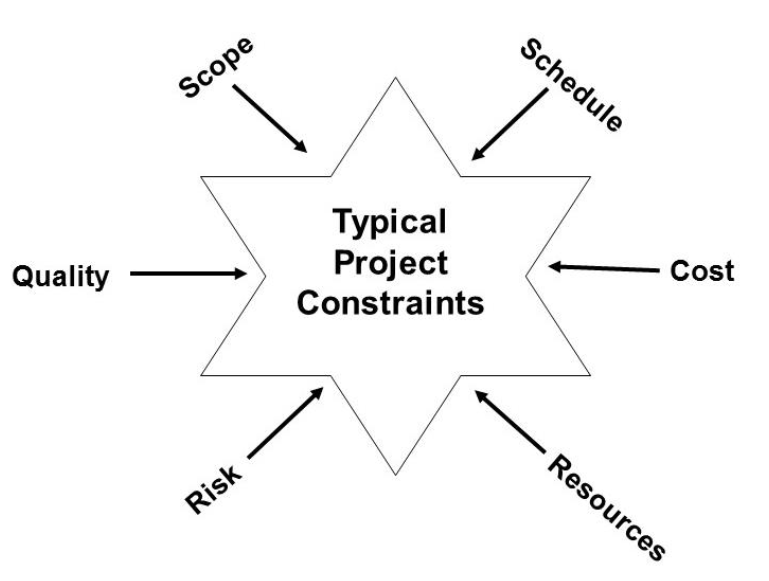 Scope
Schedule
Typical
Project
Constraints
Quality
Cost
Risk
Resources